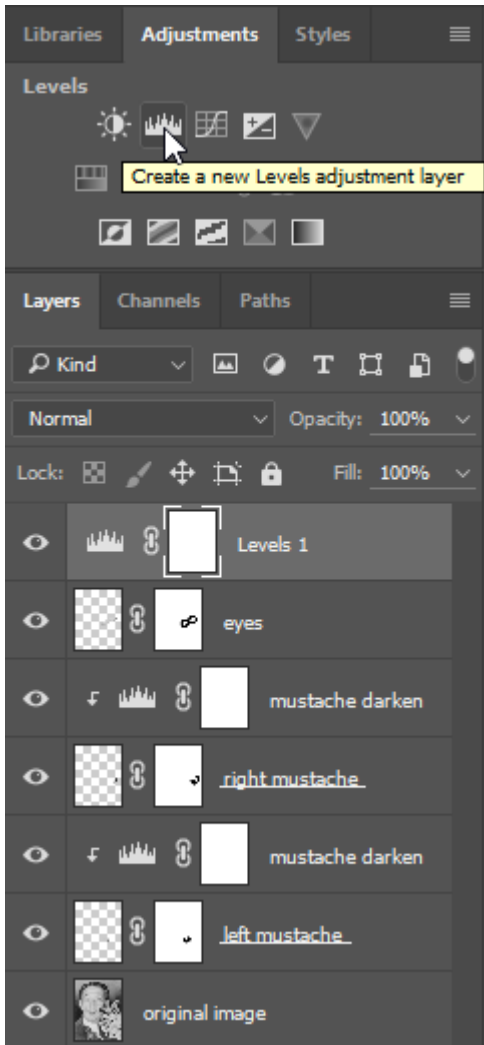 Libraries Adjustments Styles
Levels
Create a new Levels adjustment layer
Layers Channels Paths
Kind T
Normal Opacity: 100%
Lock: Fill: 100%
Levels 1
eyes
mustache darken
right mustache
mustache darken
left mustache
original image